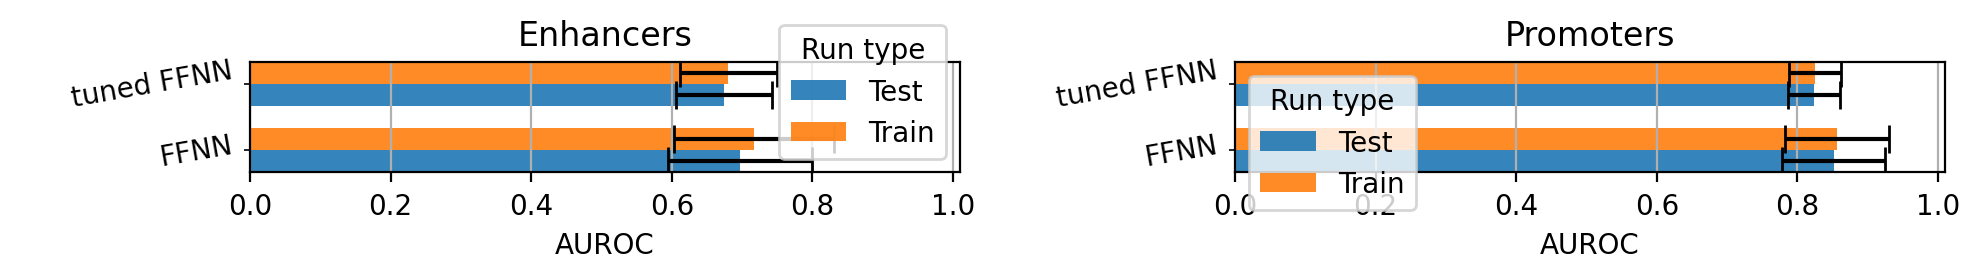 Enhancers
Run type
Test
Train
tuned FFNN
FFNN
0.0 0.2 0.4 0.6 0.8 1.0
AUROC
Promoters
Run type
Test
Train
tuned FFNN
FFNN
0.0 0.2 0.4 0.6 0.8 1.0
AUROC